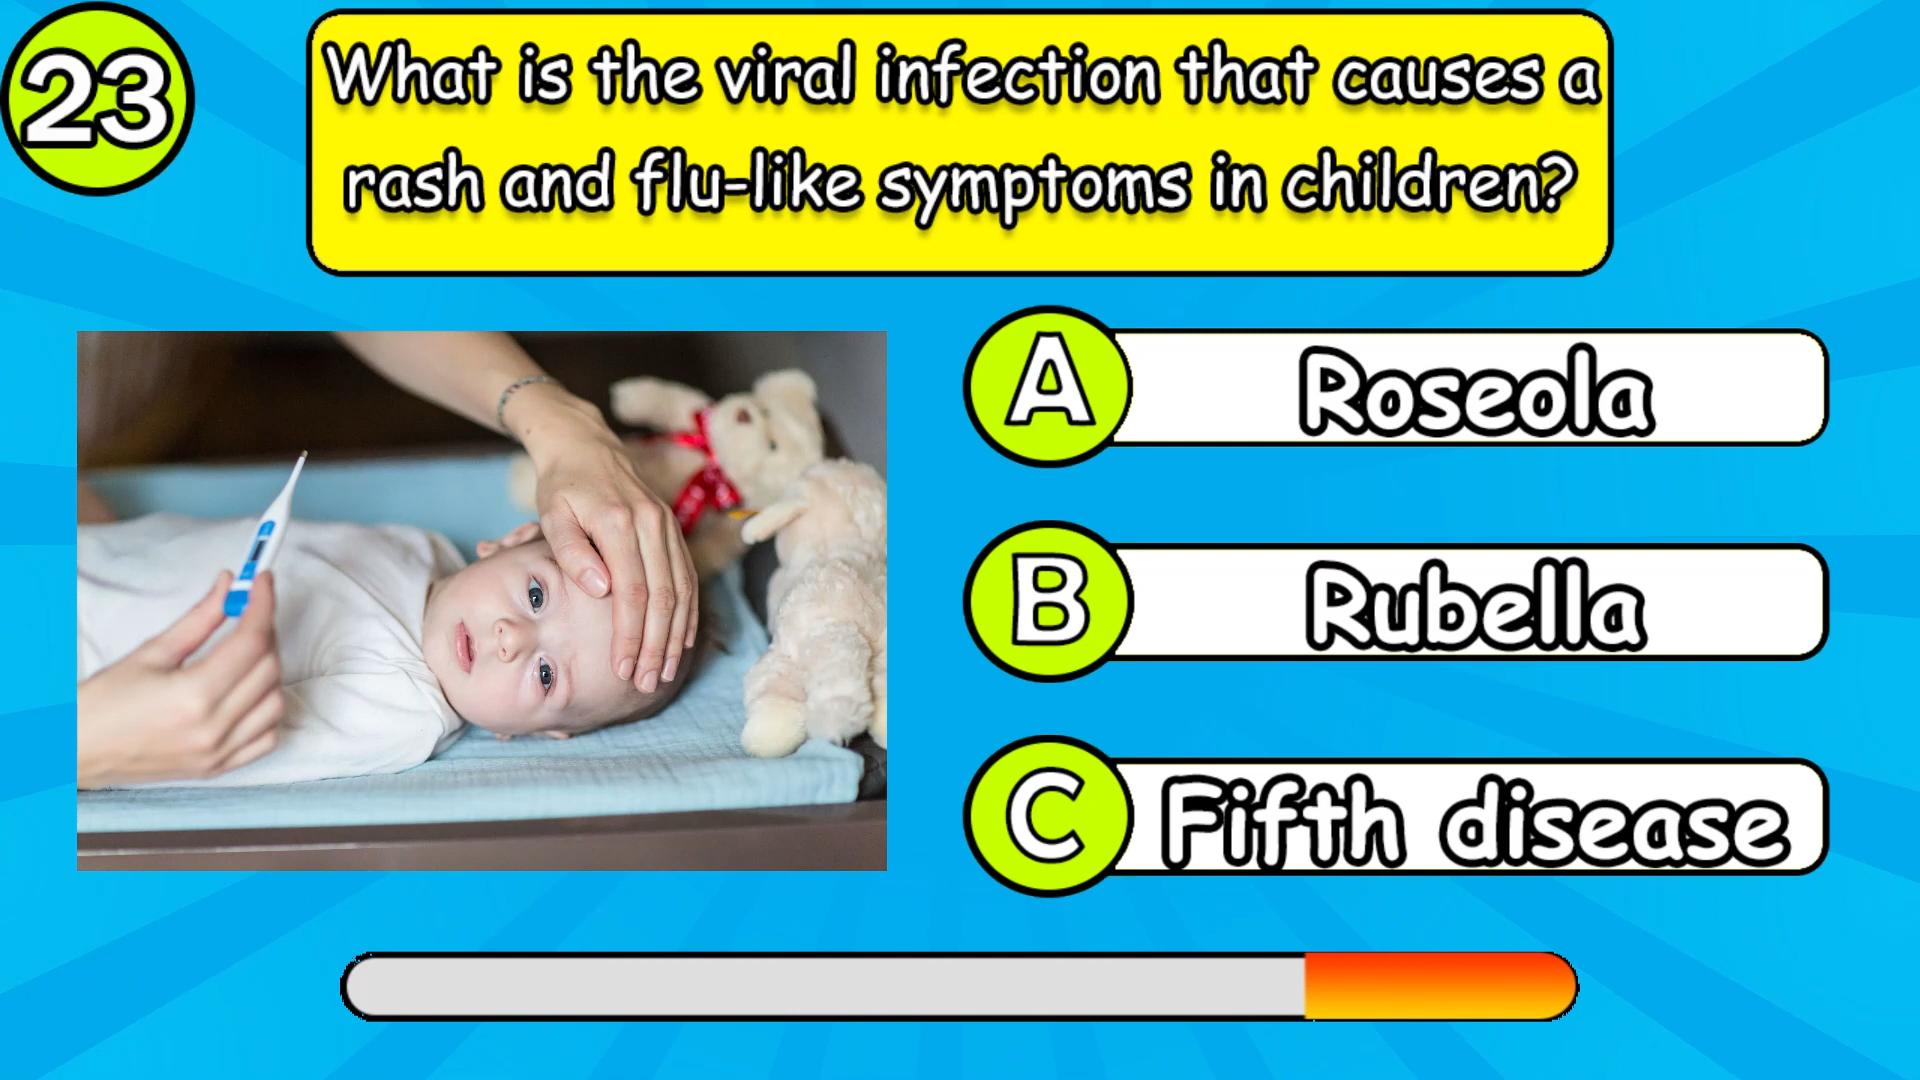 23
What is the viral infection that causes a
rash and flu-like symptoms in children?
A Roseola
B Rubella
C Fifth disease